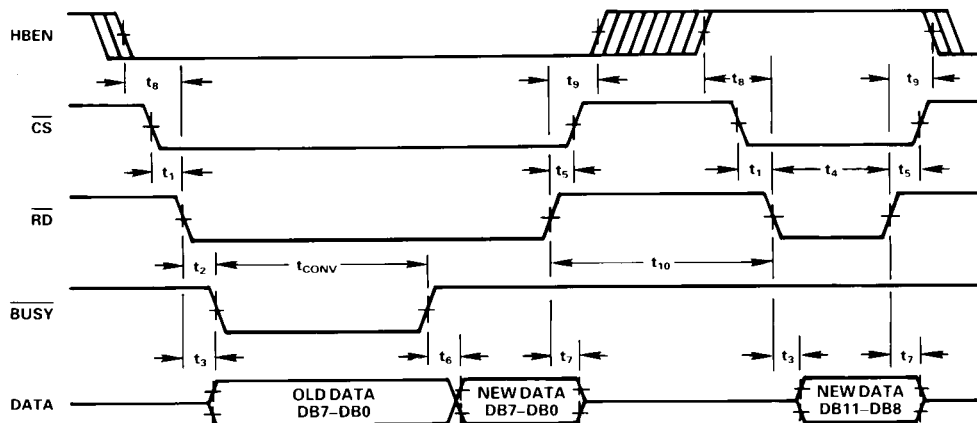 HBEN
t8
t9
t8
t9
CS
t1
t5
t1
t4
t5
RD
t2
tCONV
t10
BUSY
t3
t6
t7
t3
t7
DATA
OLD DATA
DB7–DB0
NEW DATA
DB7–DB0
NEW DATA
DB11–DB8